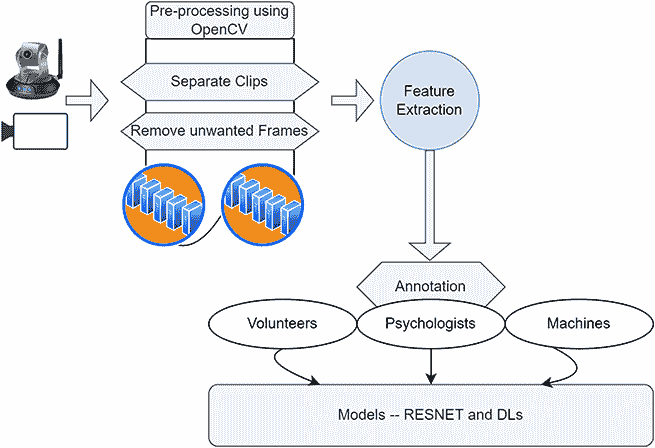 Pre-processing using
OpenCV
Separate Clips
Remove unwanted Frames
Feature
Extraction
Annotation
Volunteers
Psychologists
Machines
Models -- RESNET and DLs